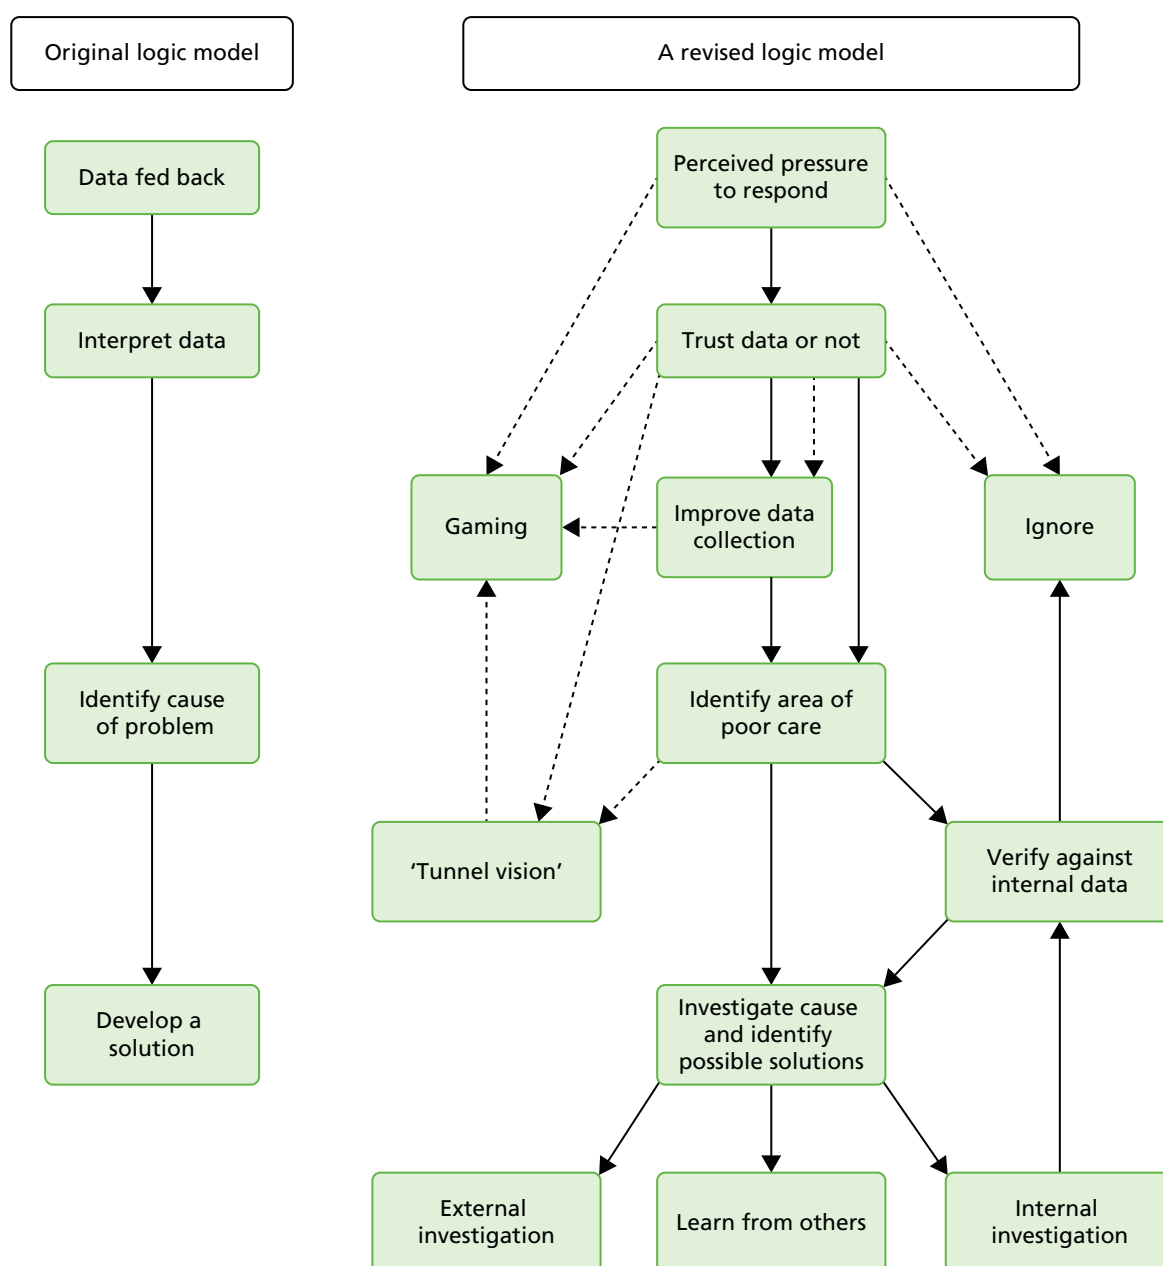 Original logic model
A revised logic model
Data fed back
Interpret data
Identify cause
of problem
Develop a
solution
Perceived pressure
to respond
Trust data or not
Gaming
Improve data
collection
Ignore
Identify area of
poor care
‘Tunnel vision’
Verify against
internal data
Investigate cause
and identify
possible solutions
External
investigation
Learn from others
Internal
investigation